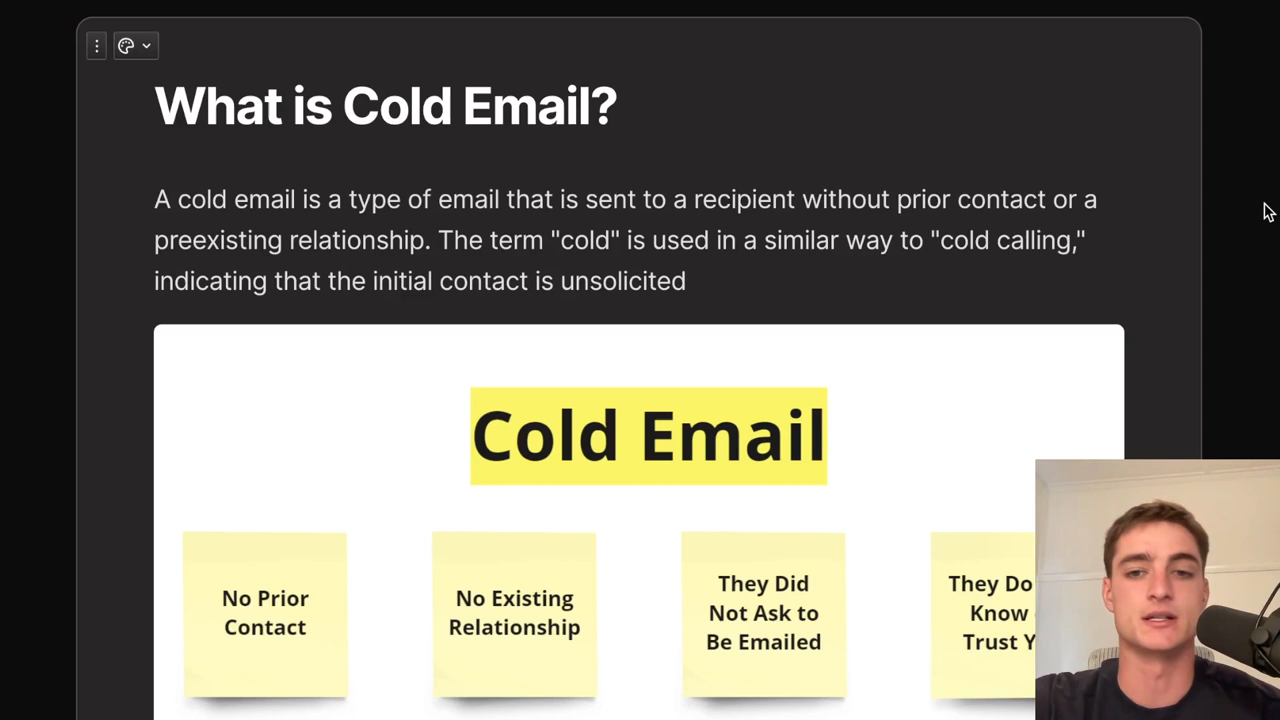 What is Cold Email?
A cold email is a type of email that is sent to a recipient without prior contact or a
preexisting relationship. The term "cold" is used in a similar way to "cold calling,"
indicating that the initial contact is unsolicited
Cold Email
No Prior
Contact
No Existing
Relationship
They Did
Not Ask to
Be Emailed
They Do
Know
Trust